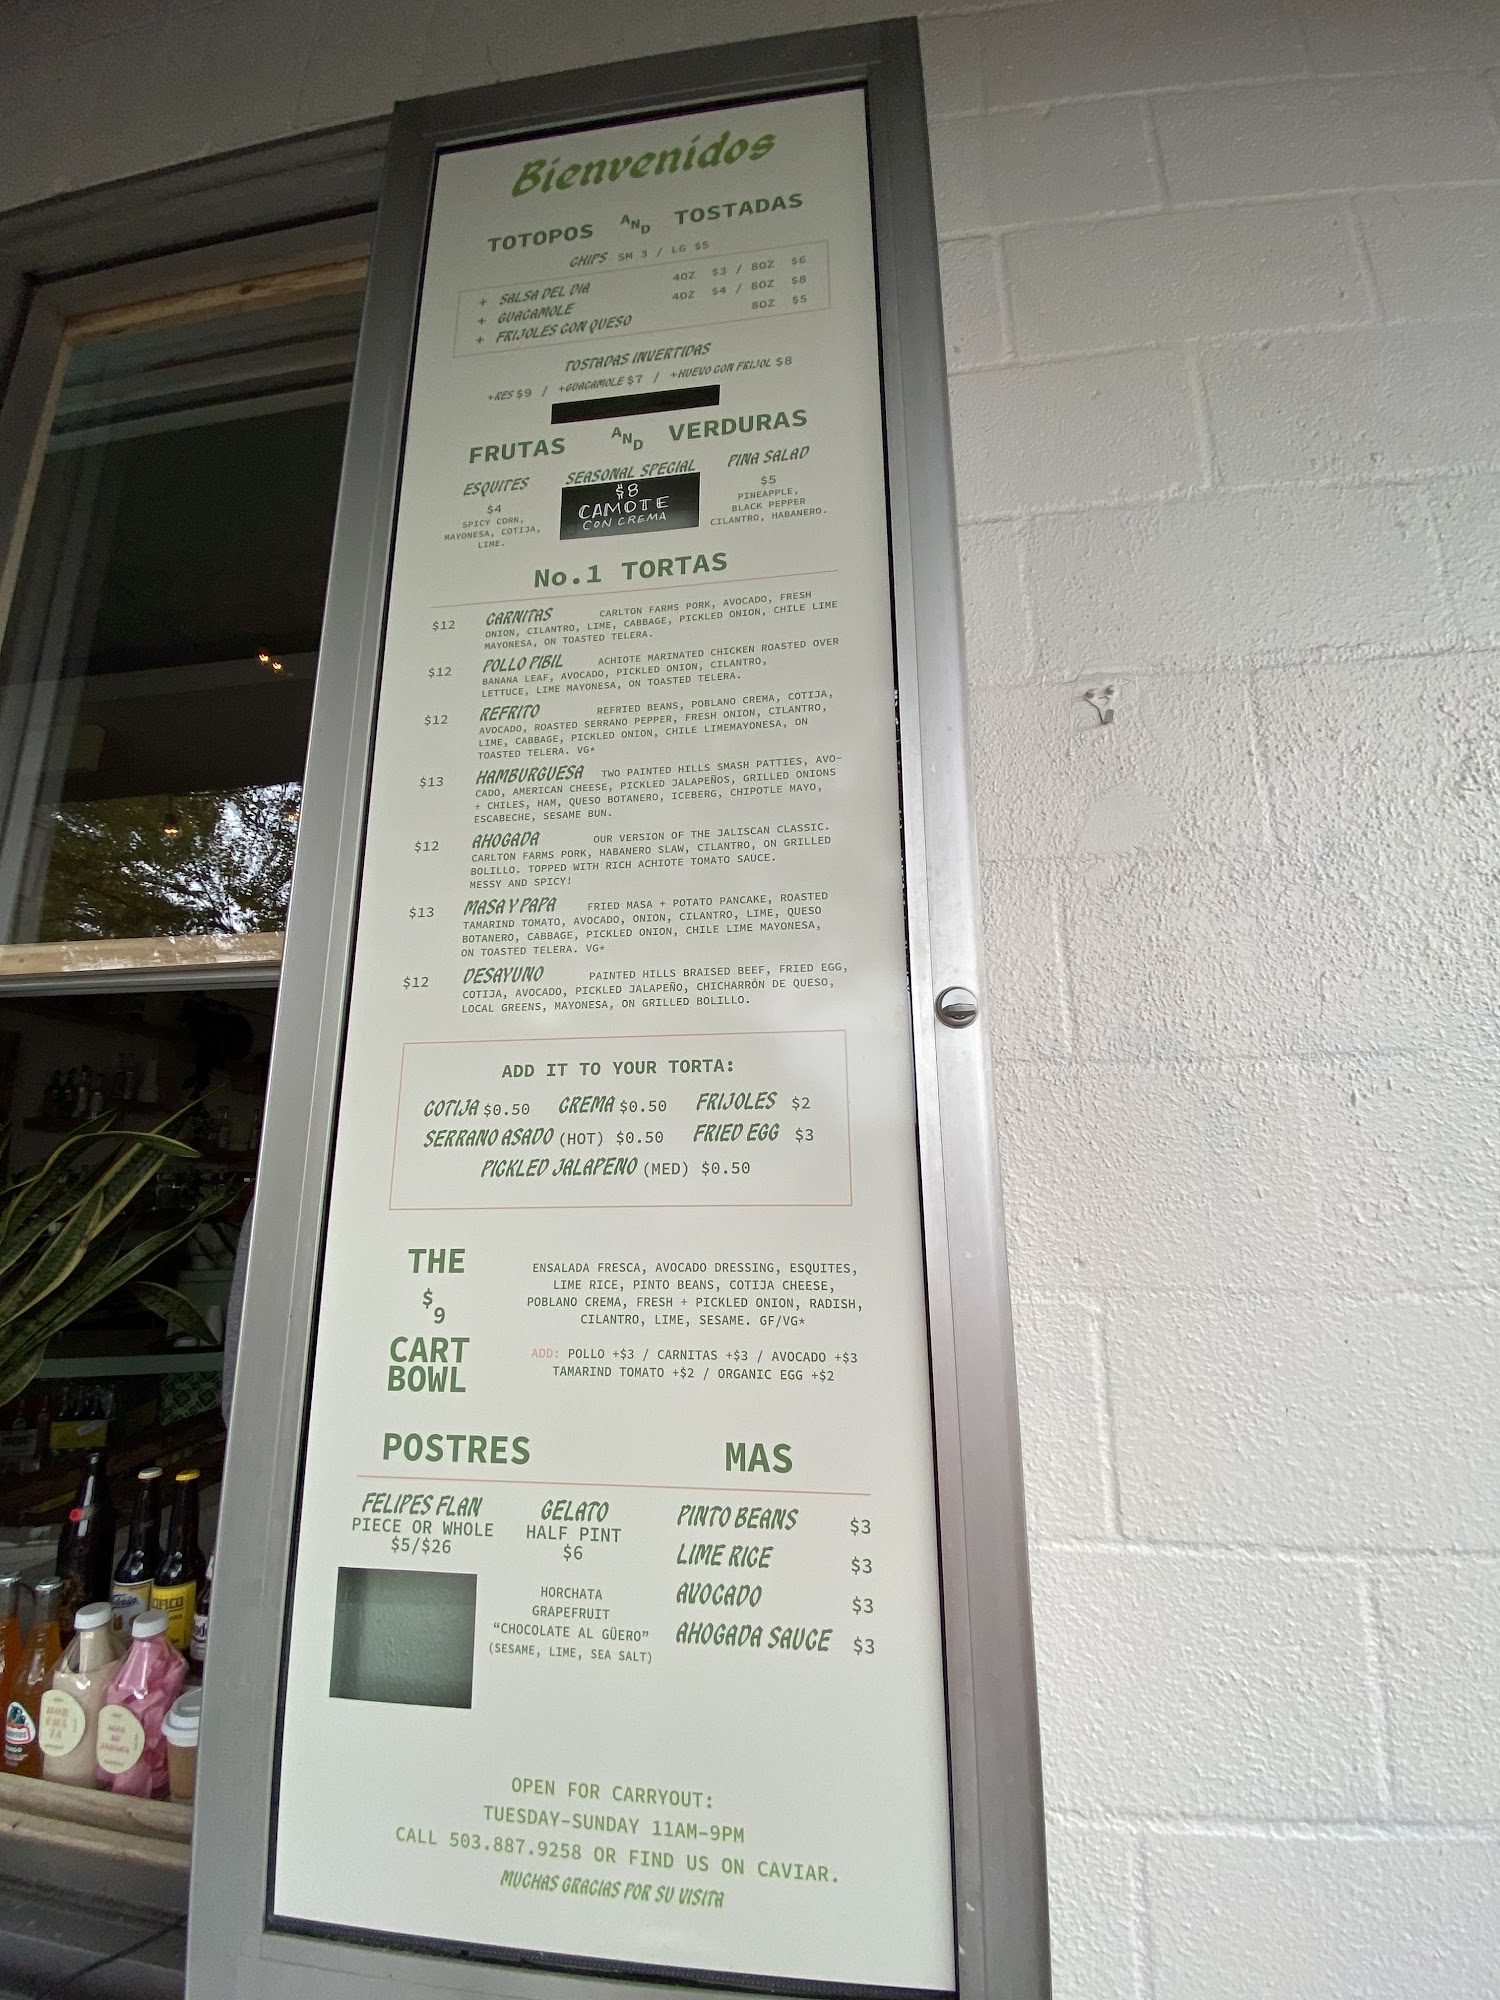 Bienvenidos
TOTOPOS AND TOSTADAS
CHIPS SM 3 / LG $5
+ SALSA DEL DIA 4OZ $3 / 8OZ $6
+ GUACAMOLE 4OZ $4 / 8OZ $8
+ FRIJOLES CON QUESO 8OZ $5
TOSTADAS INVERTIDAS
+RES $9 / +GUACAMOLE $7 / +HUEVO CON FRIJOL $8
FRUTAS AND VERDURAS
ESQUITES
$4
SPICY CORN,
MAYONESA, COTIJA,
LIME.
SEASONAL SPECIAL
$8
CAMOTE
CON CREMA
PINA SALAD
$5
PINEAPPLE,
BLACK PEPPER
CILANTRO, HABANERO.
No.1 TORTAS
$12 CARNITAS CARLTON FARMS PORK, AVOCADO, FRESH
ONION, CILANTRO, LIME, CABBAGE, PICKLED ONION, CHILE LIME
MAYONESA, ON TOASTED TELERA.
$12 POLLO PIBIL ACHIOTE MARINATED CHICKEN ROASTED OVER
BANANA LEAF, AVOCADO, PICKLED ONION, CILANTRO,
LETTUCE, LIME MAYONESA, ON TOASTED TELERA.
$12 REFRITO REFRIED BEANS, POBLANO CREMA, COTIJA,
AVOCADO, ROASTED SERRANO PEPPER, FRESH ONION, CILANTRO,
LIME, CABBAGE, PICKLED ONION, CHILE LIMEMAYONESA, ON
TOASTED TELERA. VG*
$13 HAMBURGUESA TWO PAINTED HILLS SMASH PATTIES, AVO-
CADO, AMERICAN CHEESE, PICKLED JALAPEÑOS, GRILLED ONIONS
+ CHILES, HAM, QUESO BOTANERO, ICEBERG, CHIPOTLE MAYO,
ESCABECHE, SESAME BUN.
$12 AHOGADA OUR VERSION OF THE JALISCAN CLASSIC.
CARLTON FARMS PORK, HABANERO SLAW, CILANTRO, ON GRILLED
BOLILLO. TOPPED WITH RICH ACHIOTE TOMATO SAUCE.
MESSY AND SPICY!
$13 MASA Y PAPA FRIED MASA + POTATO PANCAKE, ROASTED
TAMARIND TOMATO, AVOCADO, ONION, CILANTRO, LIME, QUESO
BOTANERO, CABBAGE, PICKLED ONION, CHILE LIME MAYONESA,
ON TOASTED TELERA. VG*
$12 DESAYUNO PAINTED HILLS BRAISED BEEF, FRIED EGG,
COTIJA, AVOCADO, PICKLED JALAPEÑO, CHICHARRÓN DE QUESO,
LOCAL GREENS, MAYONESA, ON GRILLED BOLILLO.
ADD IT TO YOUR TORTA:
COTIJA $0.50 CREMA $0.50 FRIJOLES $2
SERRANO ASADO (HOT) $0.50 FRIED EGG $3
PICKLED JALAPENO (MED) $0.50
THE
$9
CART
BOWL
ENSALADA FRESCA, AVOCADO DRESSING, ESQUITES,
LIME RICE, PINTO BEANS, COTIJA CHEESE,
POBLANO CREMA, FRESH + PICKLED ONION, RADISH,
CILANTRO, LIME, SESAME. GF/VG*
ADD: POLLO +$3 / CARNITAS +$3 / AVOCADO +$3
TAMARIND TOMATO +$2 / ORGANIC EGG +$2
POSTRES
FELIPES FLAN
PIECE OR WHOLE
$5/$26
GELATO
HALF PINT
$6
HORCHATA
GRAPEFRUIT
"CHOCOLATE AL GÜERO"
(SESAME, LIME, SEA SALT)
MAS
PINTO BEANS $3
LIME RICE $3
AVOCADO $3
AHOGADA SAUCE $3
OPEN FOR CARRYOUT:
TUESDAY–SUNDAY 11AM–9PM
CALL 503.887.9258 OR FIND US ON CAVIAR.
MUCHAS GRACIAS POR SU VISITA
HOR
CHA
TA
AGUA
DE
JAMAICA